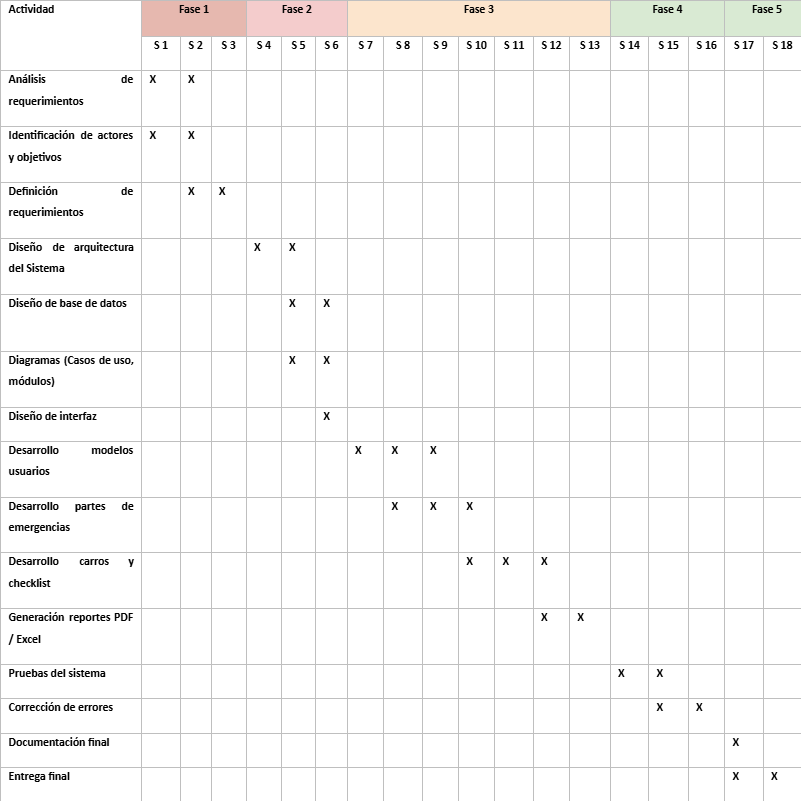 Actividad Fase 1 Fase 2 Fase 3 Fase 4 Fase 5
S 1 S 2 S 3 S 4 S 5 S 6 S 7 S 8 S 9 S 10 S 11 S 12 S 13 S 14 S 15 S 16 S 17 S 18
Análisis de X X
requerimientos
Identificación de actores X X
y objetivos
Definición de X X
requerimientos
Diseño de arquitectura X X
del Sistema
Diseño de base de datos X X
Diagramas (Casos de uso, X X
módulos)
Diseño de interfaz X
Desarrollo modelos X X X
usuarios
Desarrollo partes de X X X
emergencias
Desarrollo carros y X X X
checklist
Generación reportes PDF X X
/ Excel
Pruebas del sistema X X
Corrección de errores X X
Documentación final X
Entrega final X X